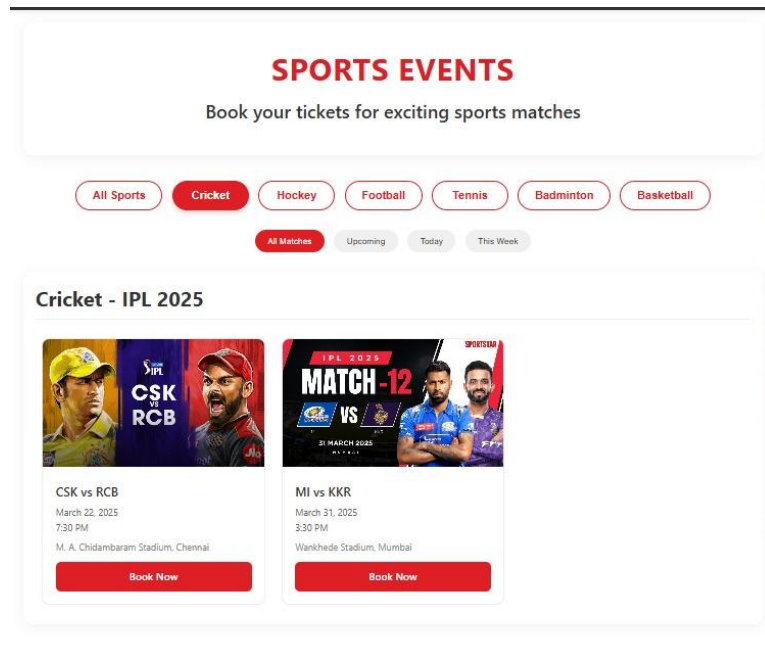 SPORTS EVENTS
Book your tickets for exciting sports matches
All Sports
Cricket
Hockey
Football
Tennis
Badminton
Basketball
All Matches
Upcoming
Today
This Week
Cricket - IPL 2025
IPL
CSK
VS
RCB
Jio
SPORTSTAR
IPL 2025
MATCH-12
VS
31 MARCH 2025
MUMBAI
CSK vs RCB
March 22, 2025
7:30 PM
M. A. Chidambaram Stadium, Chennai
Book Now
MI vs KKR
March 31, 2025
3:30 PM
Wankhede Stadium, Mumbai
Book Now